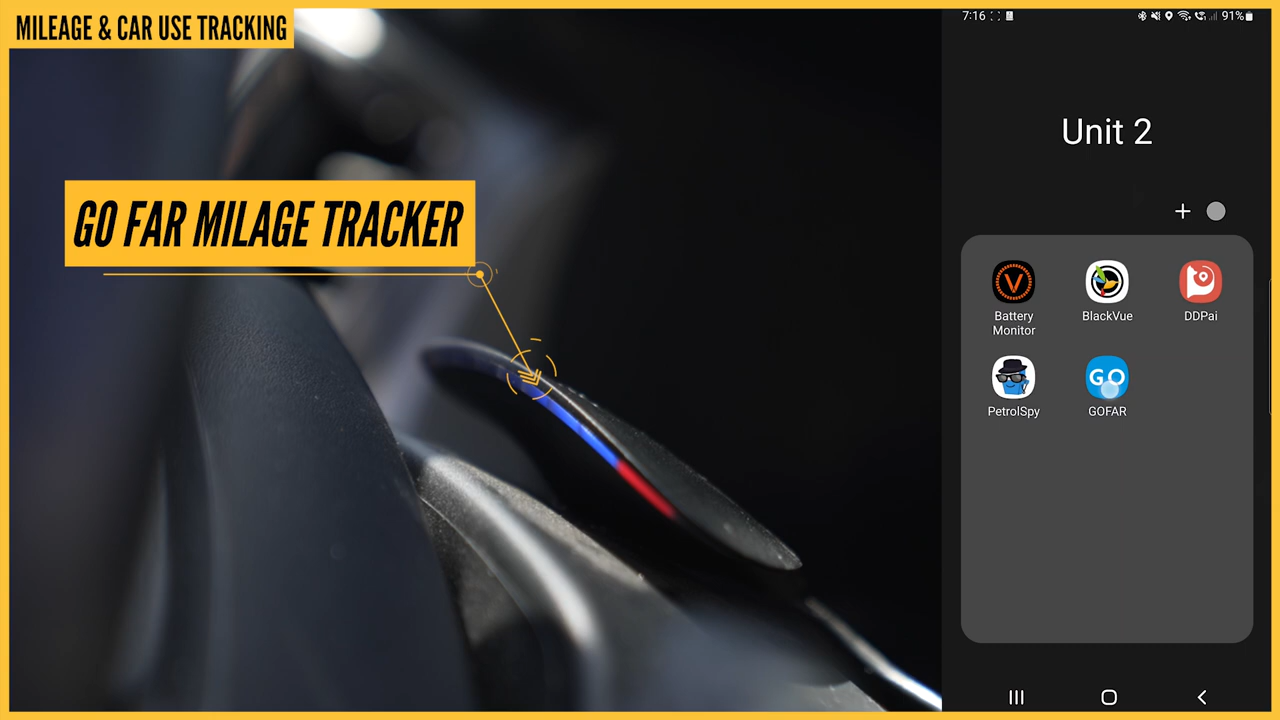 MILEAGE & CAR USE TRACKING
GO FAR MILAGE TRACKER
7:16
91%
Unit 2
Battery Monitor
BlackVue
DDPai
PetrolSpy
GO
GOFAR